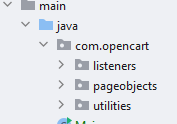 main
java
com.opencart
listeners
pageobjects
utilities